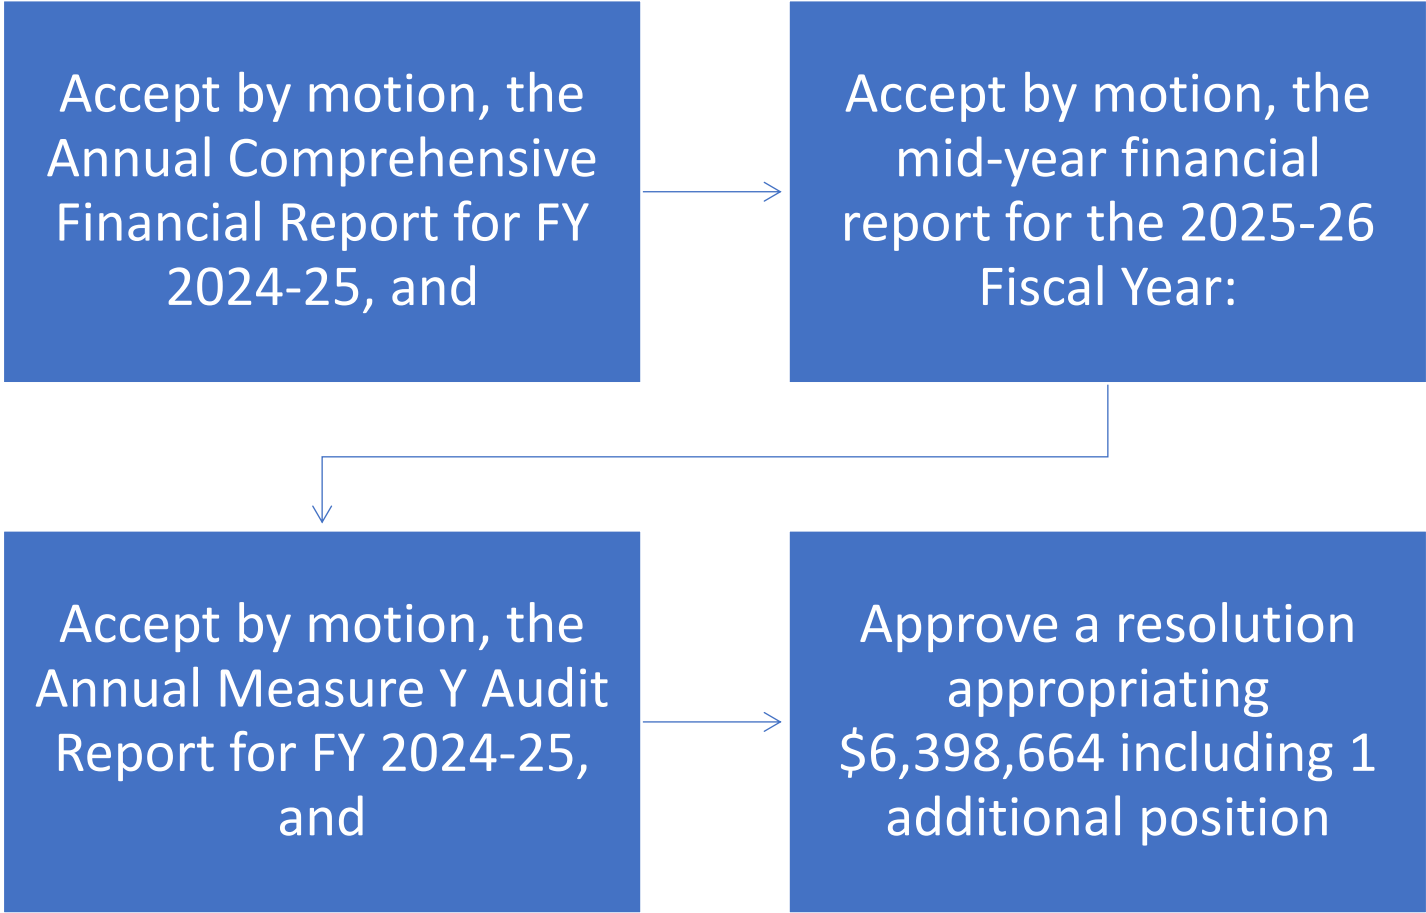 Accept by motion, the
Annual Comprehensive
Financial Report for FY
2024-25, and
Accept by motion, the
mid-year financial
report for the 2025-26
Fiscal Year:
Accept by motion, the
Annual Measure Y Audit
Report for FY 2024-25,
and
Approve a resolution
appropriating
$6,398,664 including 1
additional position